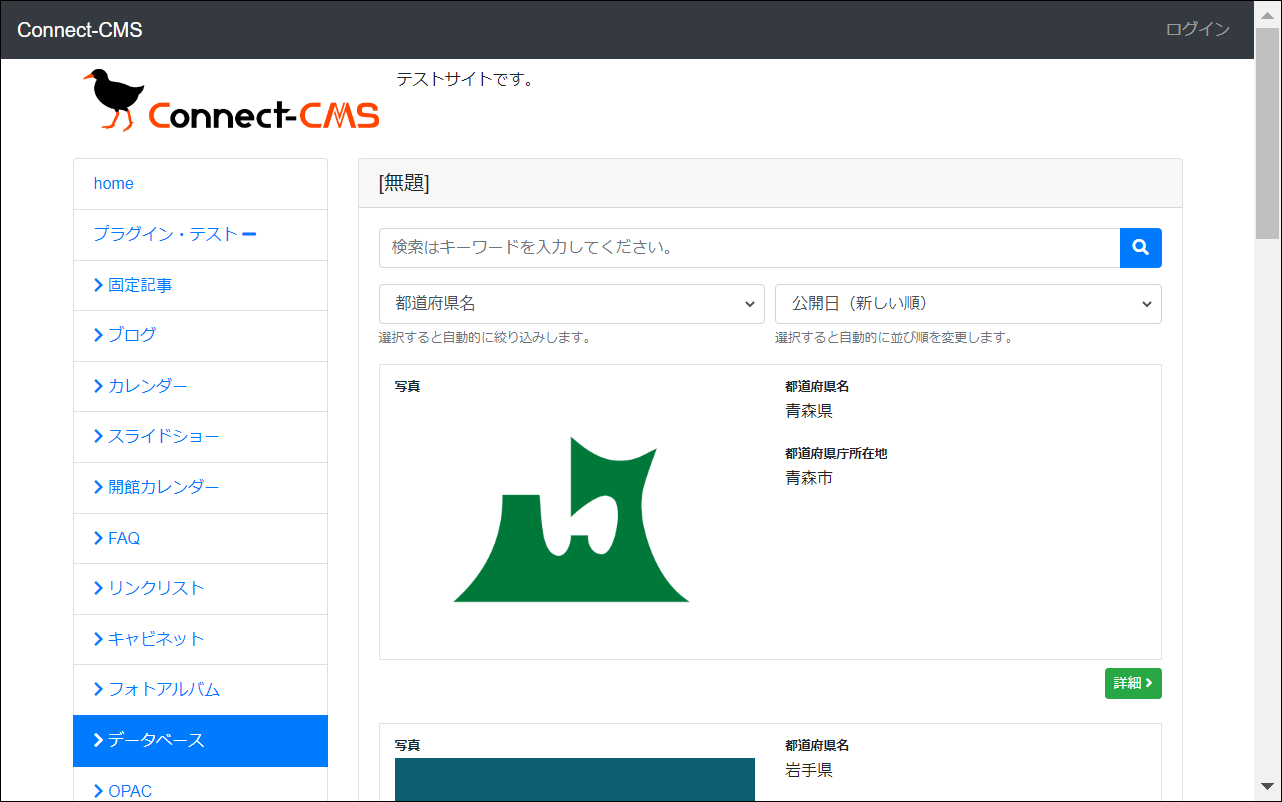 Connect-CMS
ログイン
Connect-CMS
テストサイトです。
home
プラグイン・テスト
固定記事
ブログ
カレンダー
スライドショー
開館カレンダー
FAQ
リンクリスト
キャビネット
フォトアルバム
データベース
OPAC
[無題]
検索はキーワードを入力してください。
都道府県名
公開日（新しい順）
選択すると自動的に絞り込みします。
選択すると自動的に並び順を変更します。
写真
都道府県名
青森県
都道府県庁所在地
青森市
詳細
写真
都道府県名
岩手県